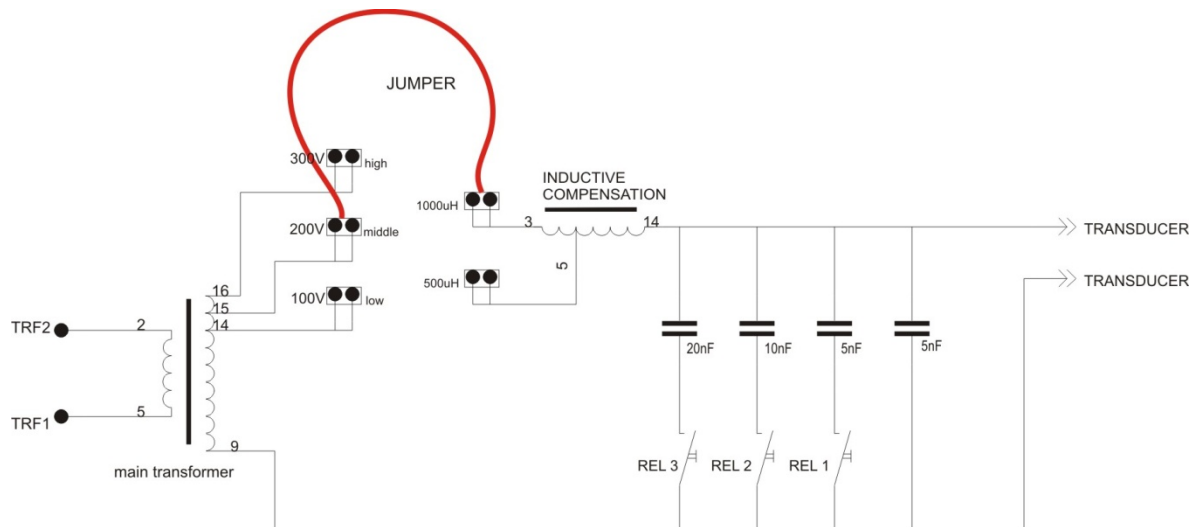 JUMPER
300V
high
INDUCTIVE
COMPENSATION
1000uH
3
14
200V
middle
TRANSDUCER
5
500uH
TRANSDUCER
16
15
14
100V
low
TRF2
2
20nF
10nF
5nF
5nF
TRF1
5
9
main transformer
REL 3
REL 2
REL 1